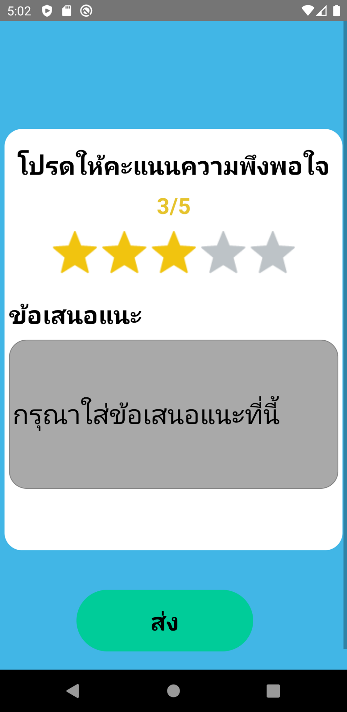 5:02
โปรดให้คะแนนความพึงพอใจ
3/5
ข้อเสนอแนะ
กรุณาใส่ข้อเสนอแนะที่นี้
ส่ง